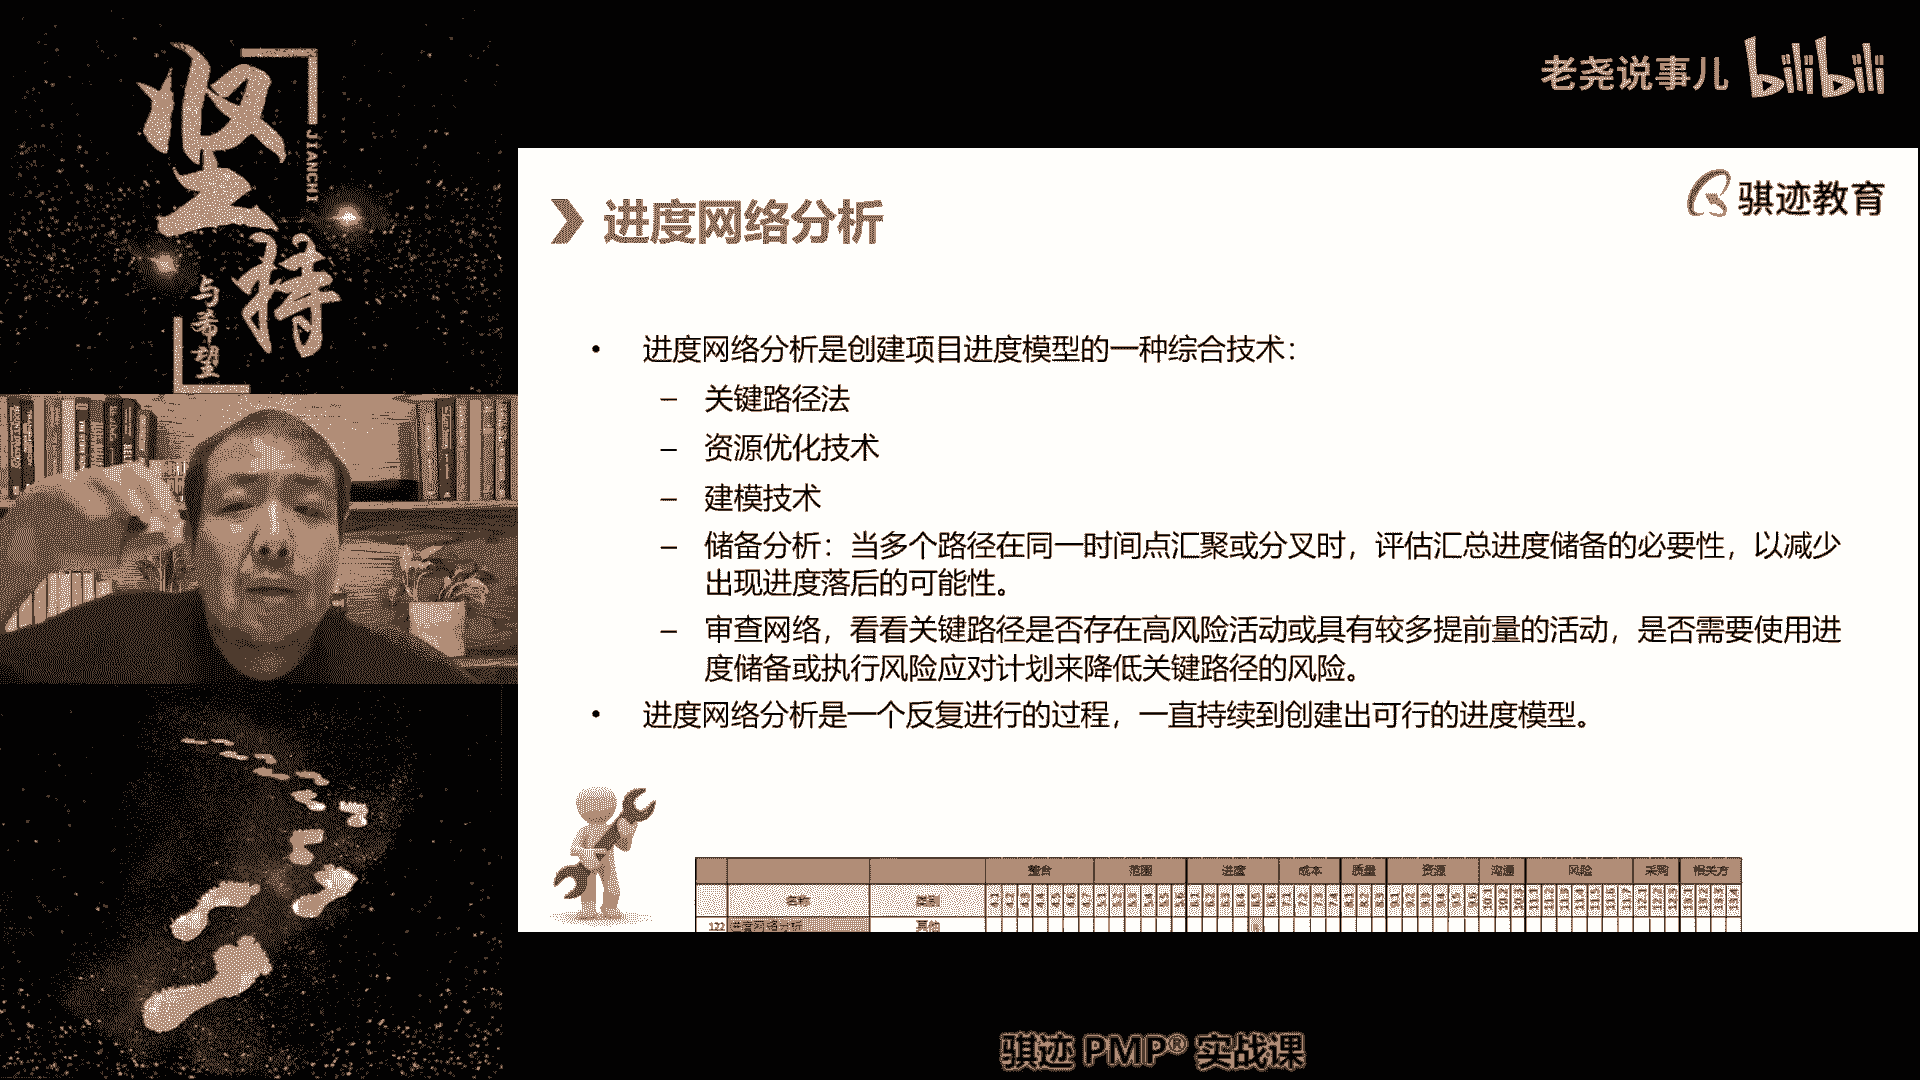 坚持
JIANCHI
与希望
老尧说事儿 bilibili
骐迹教育
进度网络分析
• 进度网络分析是创建项目进度模型的一种综合技术：
– 关键路径法
– 资源优化技术
– 建模技术
– 储备分析：当多个路径在同一时间点汇聚或分叉时，评估汇总进度储备的必要性，以减少
出现进度落后的可能性。
– 审查网络，看看关键路径是否存在高风险活动或具有较多提前量的活动，是否需要使用进
度储备或执行风险应对计划来降低关键路径的风险。
• 进度网络分析是一个反复进行的过程，一直持续到创建出可行的进度模型。
整合 范围 进度 成本 质量 资源 沟通 风险 采购 相关方
名称 类别
122 进度网络分析 其他
骐迹 PMP® 实战课